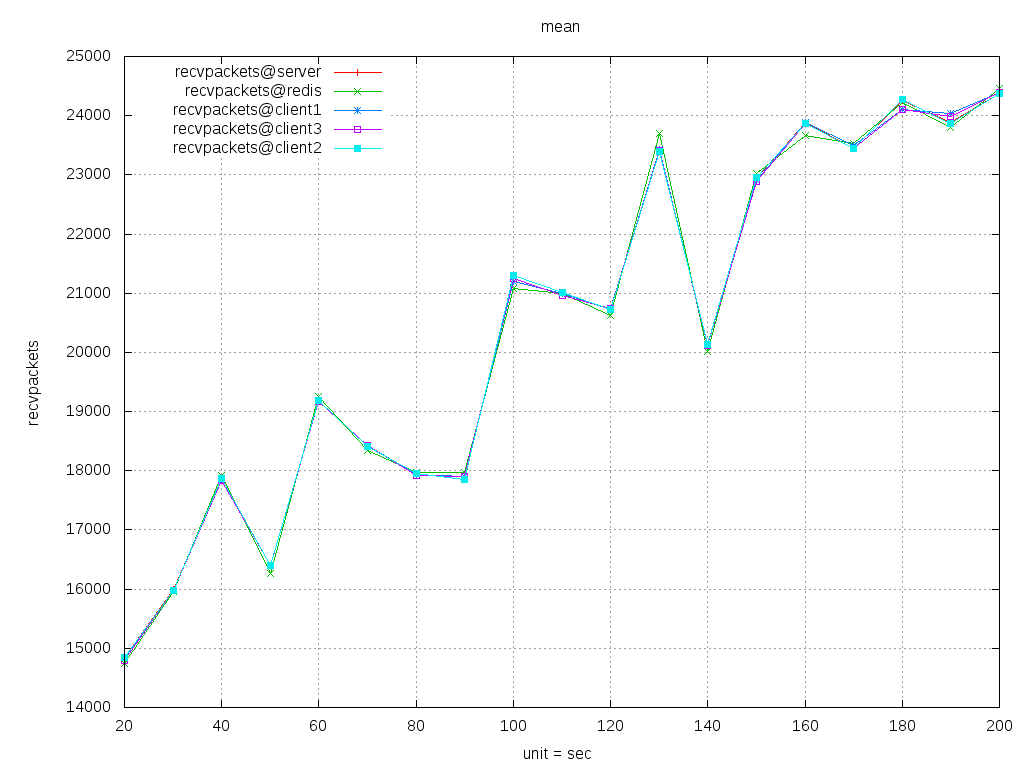 mean
25000
24000
23000
22000
21000
20000
19000
18000
17000
16000
15000
14000
recvpackets
recvpackets@server
recvpackets@redis
recvpackets@client1
recvpackets@client3
recvpackets@client2
20 40 60 80 100 120 140 160 180 200
unit = sec